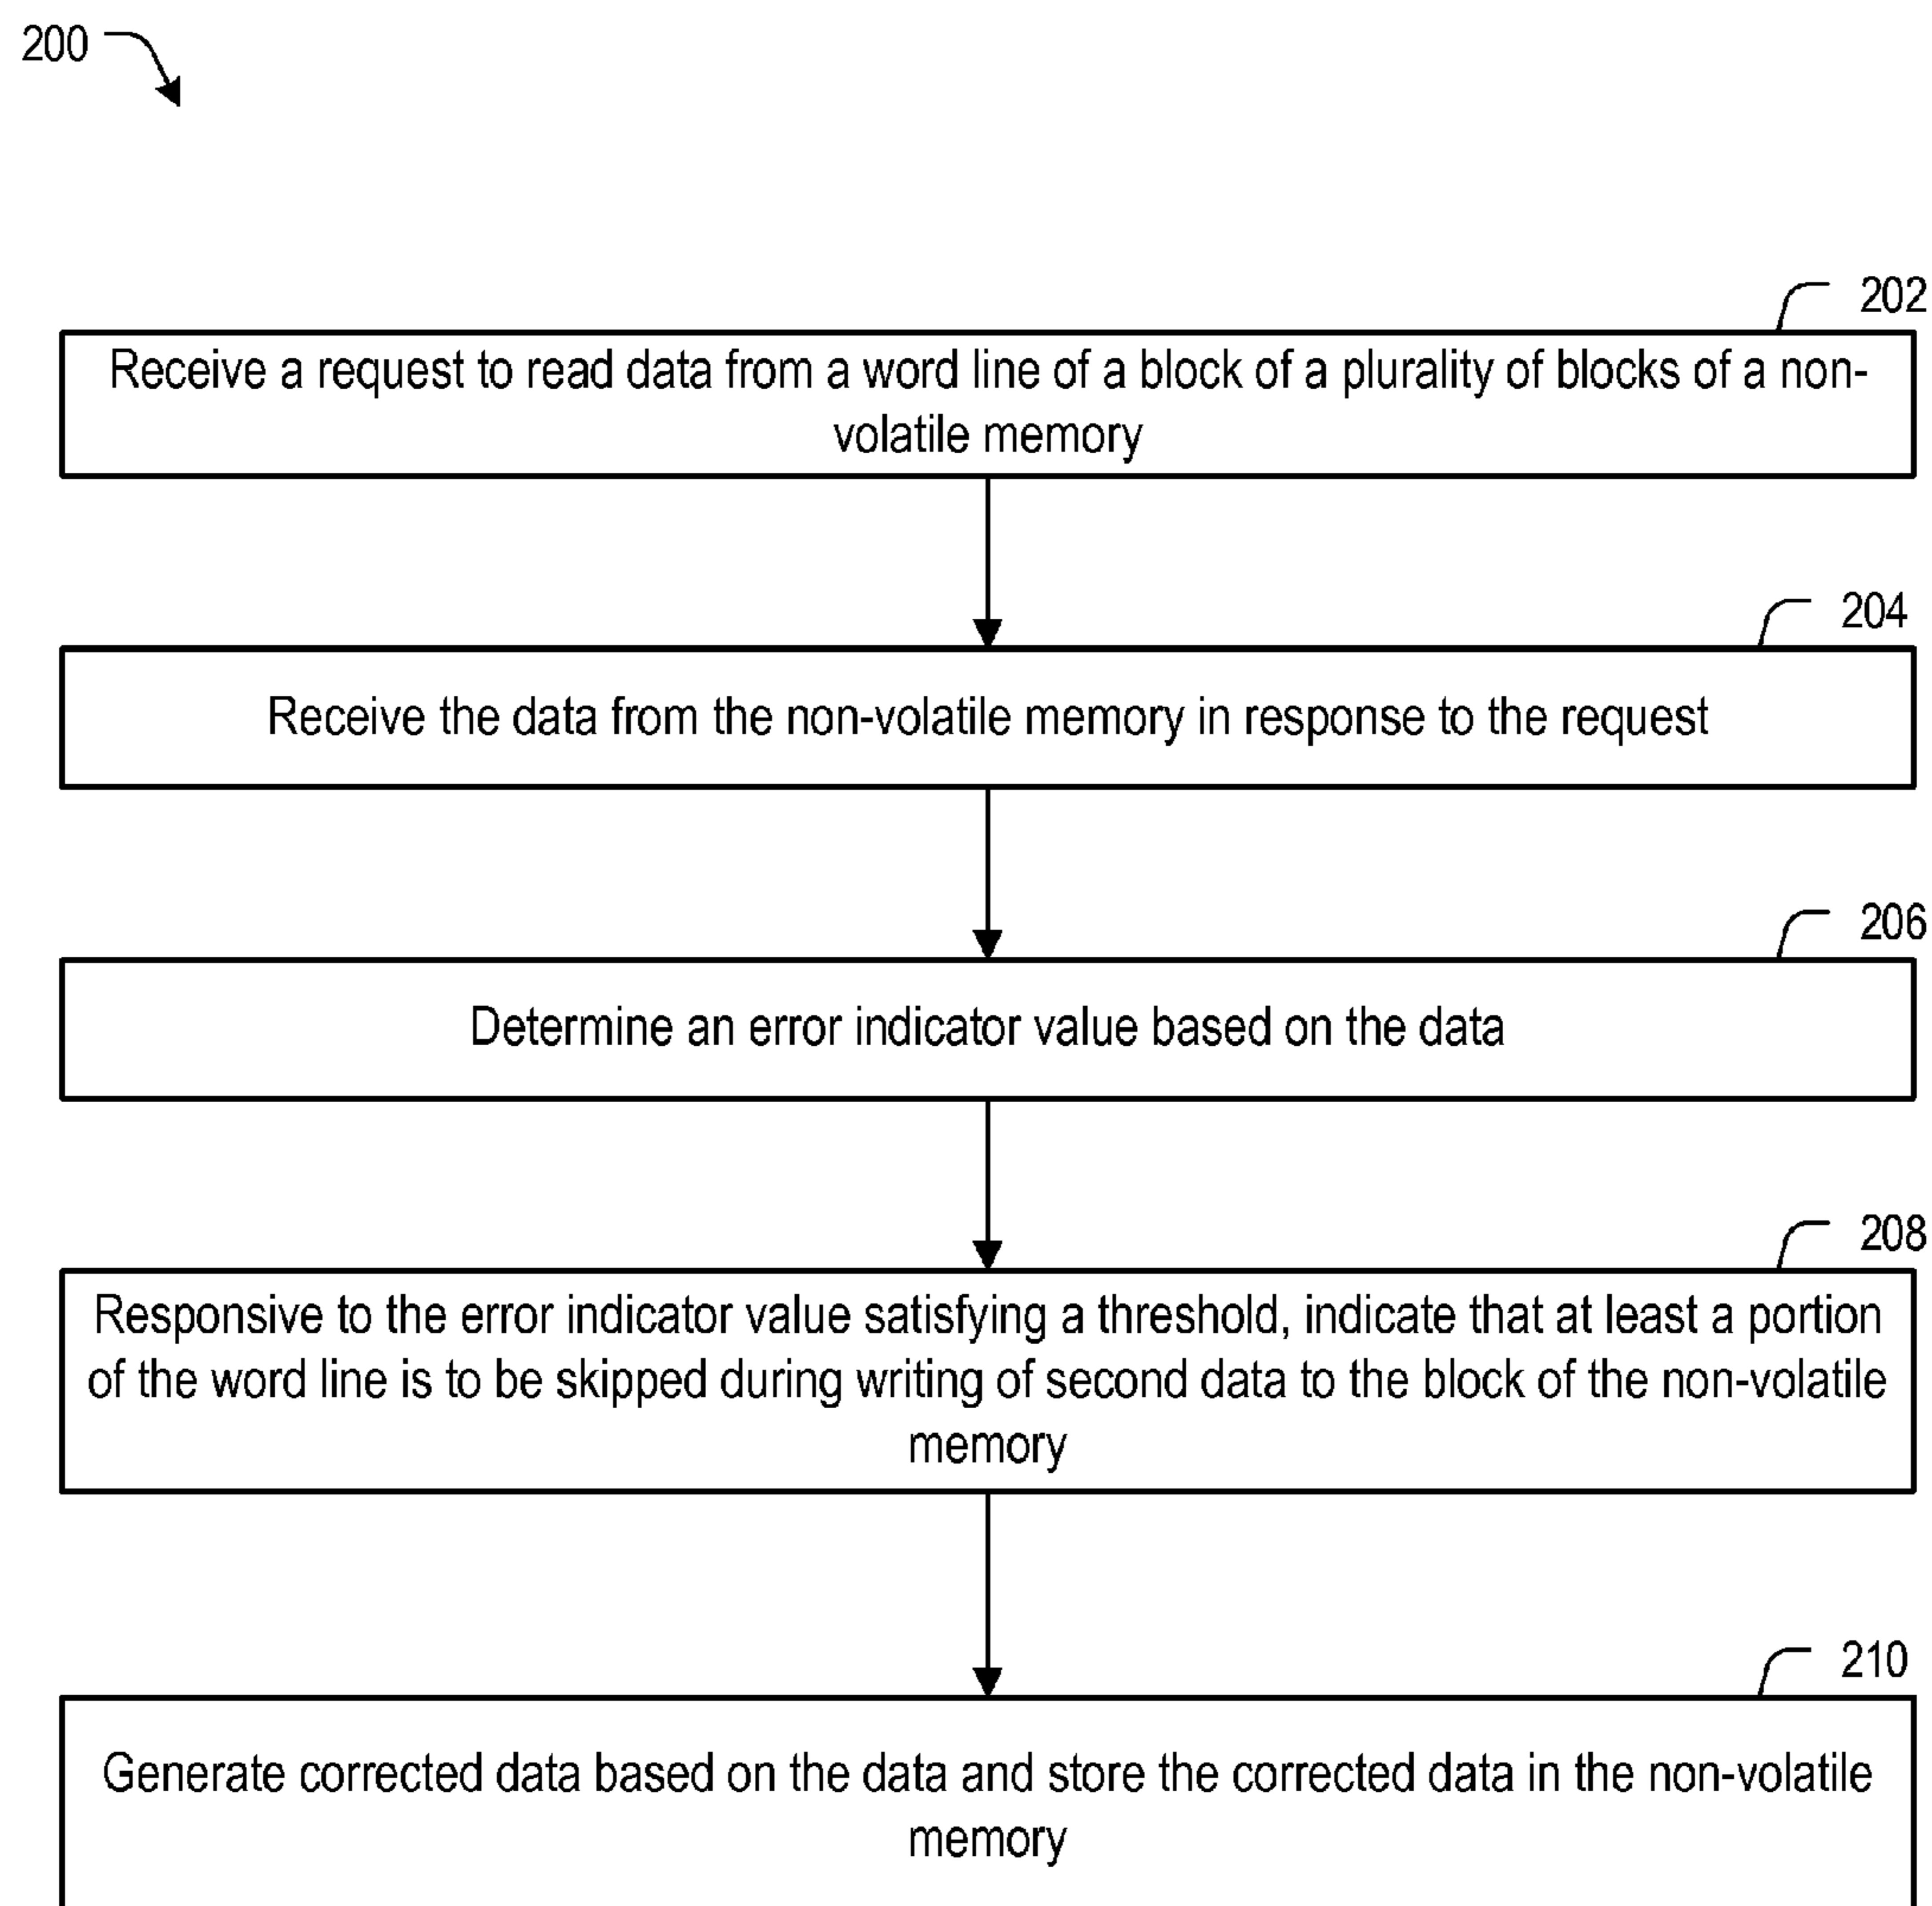 200
202
Receive a request to read data from a word line of a block of a plurality of blocks of a non-
volatile memory
204
Receive the data from the non-volatile memory in response to the request
206
Determine an error indicator value based on the data
208
Responsive to the error indicator value satisfying a threshold, indicate that at least a portion
of the word line is to be skipped during writing of second data to the block of the non-volatile
memory
210
Generate corrected data based on the data and store the corrected data in the non-volatile
memory